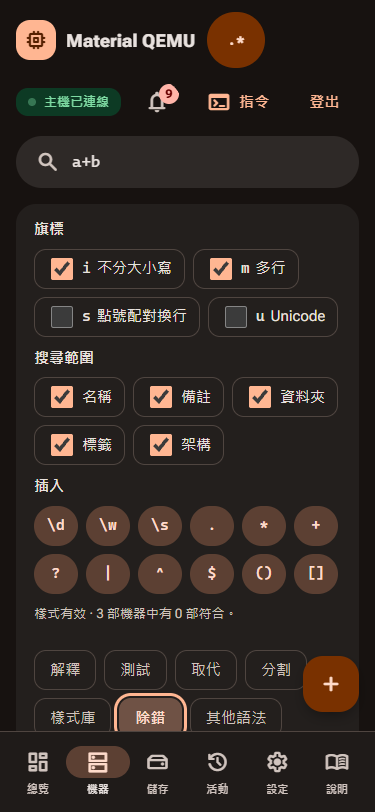 Material QEMU
.*
主機已連線
9
指令
登出
a+b
旗標
i 不分大小寫
m 多行
s 點號配對換行
u Unicode
搜尋範圍
名稱
備註
資料夾
標籤
架構
插入
\d
\w
\s
.
*
+
?
|
^
$
()
[]
樣式有效 · 3 部機器中有 0 部符合。
解釋
測試
取代
分割
+
樣式庫
除錯
其他語法
總覽
機器
儲存
活動
設定
說明